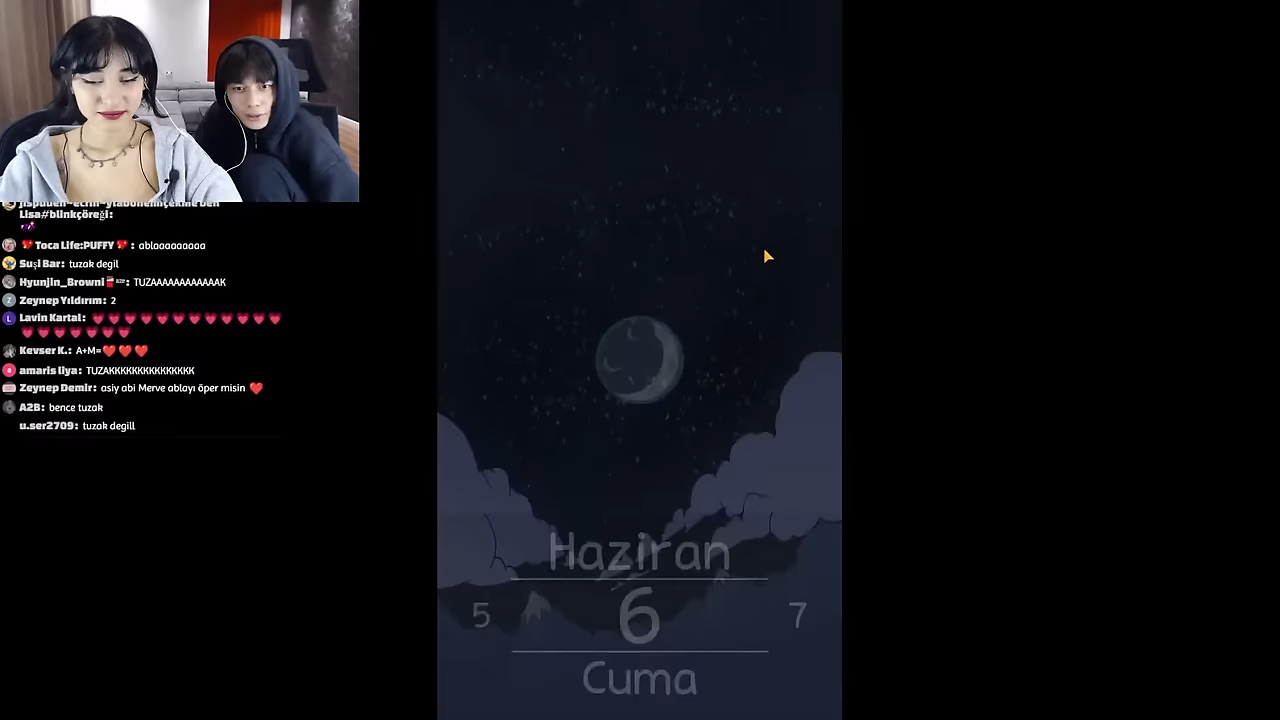 Lisa#blinkçöreği:
Toca Life:PUFFY : ablaaaaaaaaa
Suşi Bar: tuzak degil
Hyunjin_Browni: TUZAAAAAAAAAAAK
Zeynep Yıldırım: 2
Lavin Kartal:
Kevser K.: A+M=
amaris liya: TUZAKKKKKKKKKKKKKKK
Zeynep Demir: asiy abi Merve ablayı öper misin
A2B: bence tuzak
u.ser2709: tuzak degill
Haziran
5 6 7
Cuma